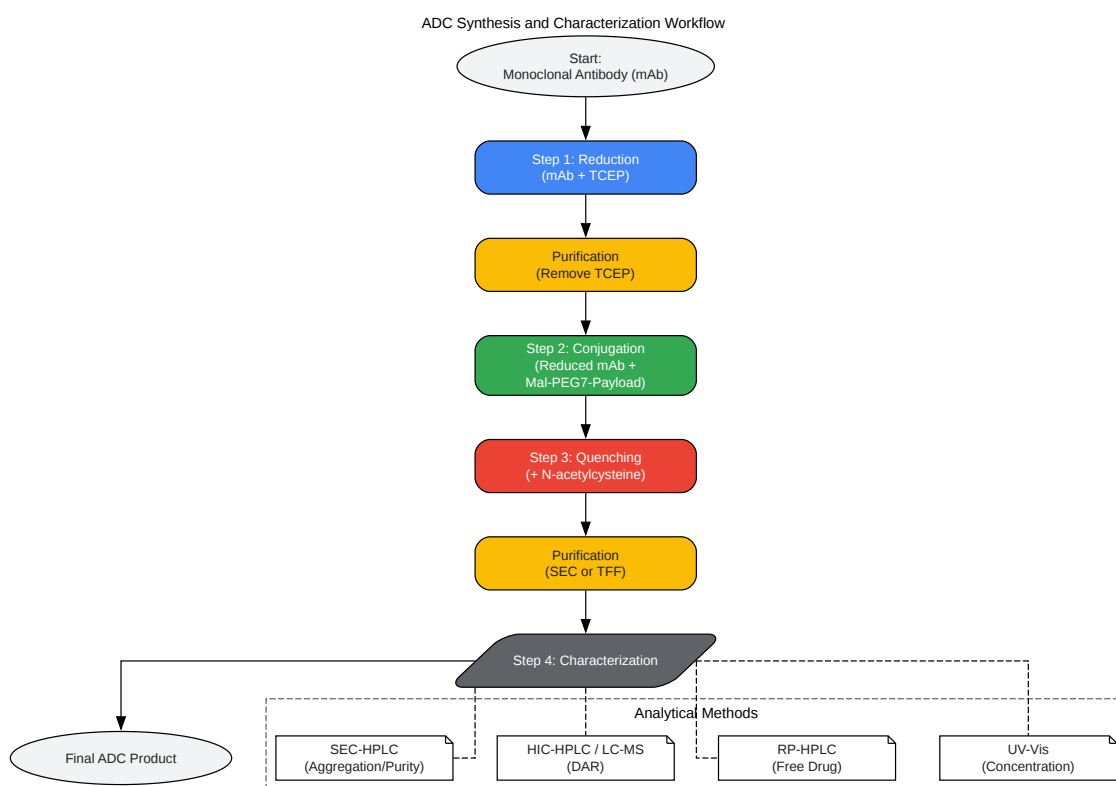 ADC Synthesis and Characterization Workflow
Start:
Monoclonal Antibody (mAb)
Step 1: Reduction
(mAb + TCEP)
Purification
(Remove TCEP)
Step 2: Conjugation
(Reduced mAb +
Mal-PEG7-Payload)
Step 3: Quenching
(+ N-acetylcysteine)
Purification
(SEC or TFF)
Step 4: Characterization
Analytical Methods
Final ADC Product
SEC-HPLC
(Aggregation/Purity)
HIC-HPLC / LC-MS
(DAR)
RP-HPLC
(Free Drug)
UV-Vis
(Concentration)